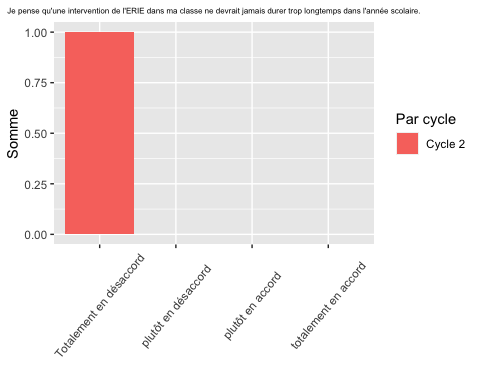 Je pense qu'une intervention de l'ERIE dans ma classe ne devrait jamais durer trop longtemps dans l'année scolaire.
1.00
0.75
0.50
0.25
0.00
Somme
Totalement en désaccord
plutôt en désaccord
plutôt en accord
totalement en accord
Par cycle
Cycle 2